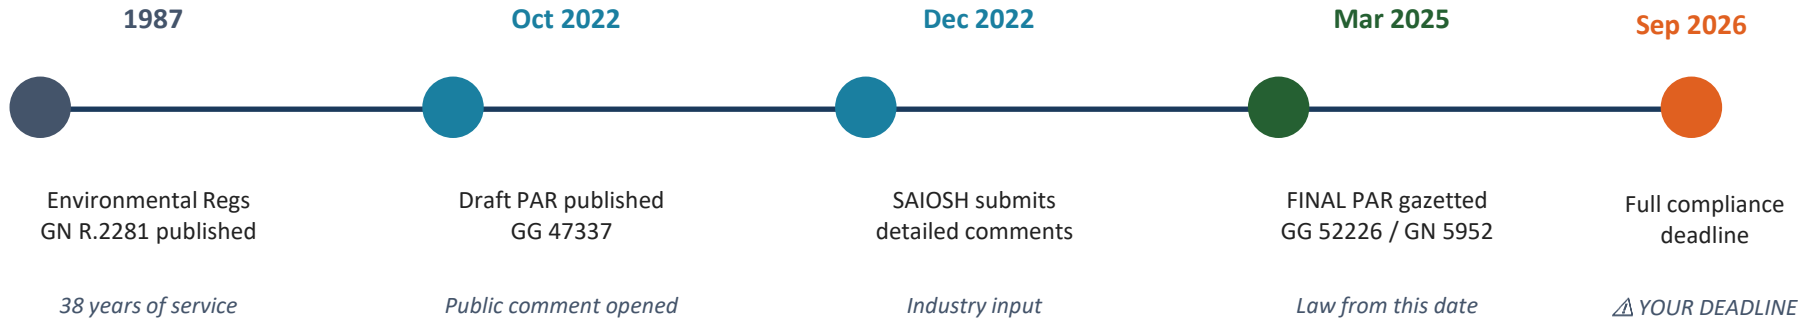 1987
Oct 2022
Dec 2022
Mar 2025
Sep 2026
Environmental Regs
GN R.2281 published
Draft PAR published
GG 47337
SAIOSH submits
detailed comments
FINAL PAR gazetted
GG 52226 / GN 5952
Full compliance
deadline
38 years of service
Public comment opened
Industry input
Law from this date
⚠ YOUR DEADLINE